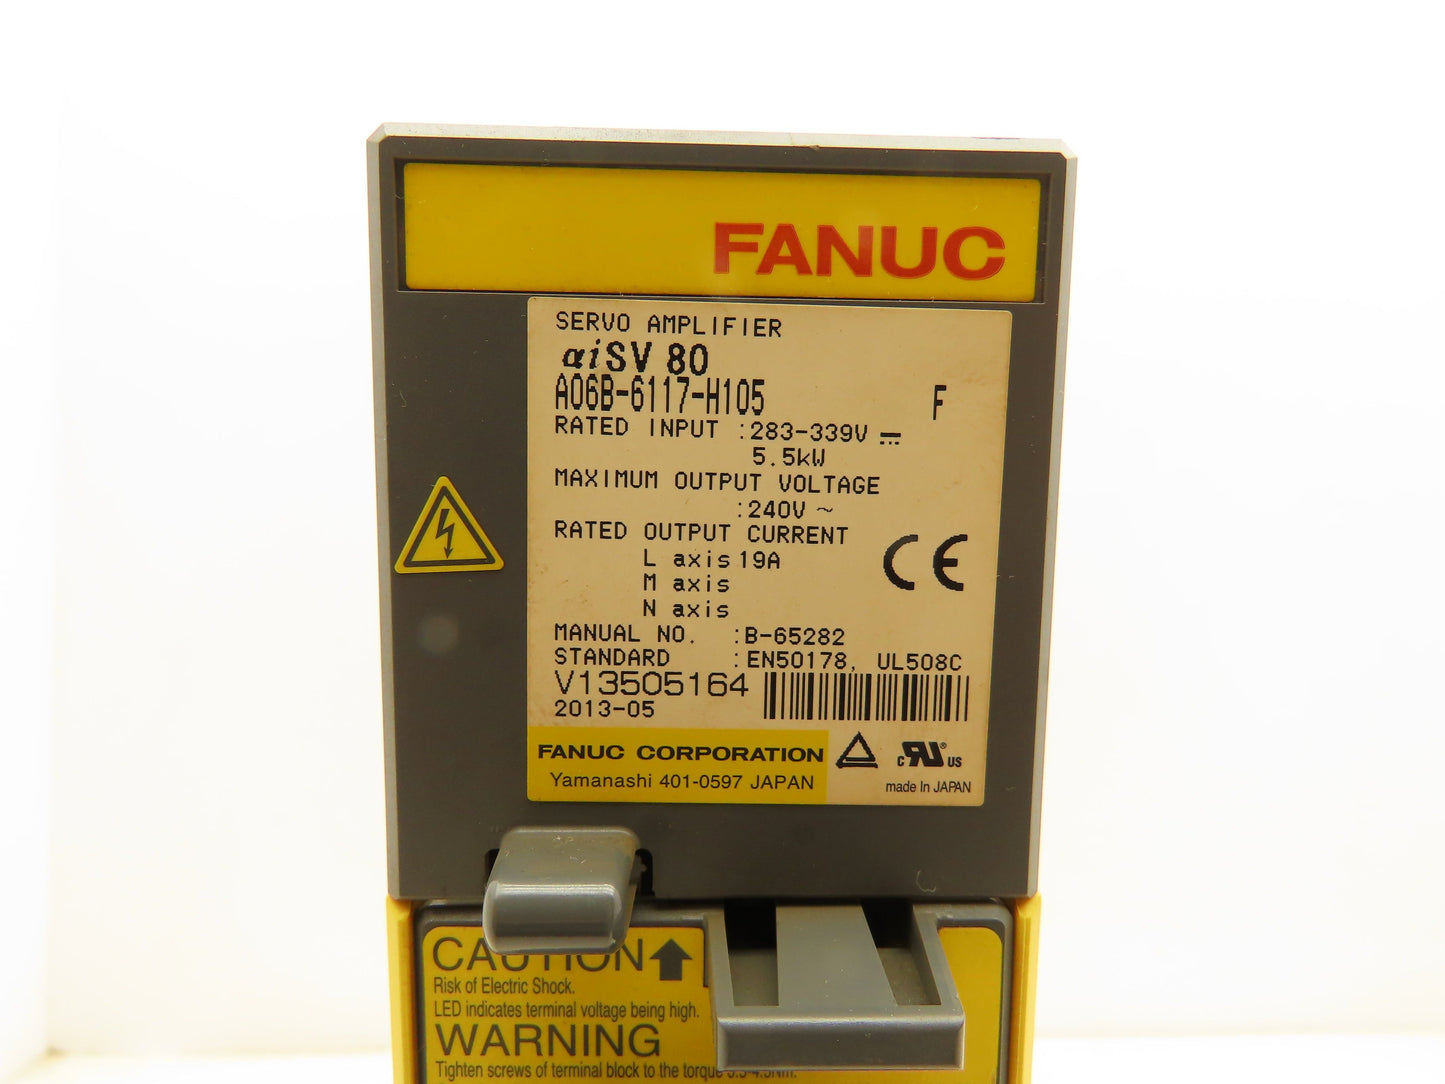 FANUC
SERVO AMPLIFIER
αiSV 80
A06B-6117-H105 F
RATED INPUT :283-339V ⎓
5.5kW
MAXIMUM OUTPUT VOLTAGE
:240V ~
RATED OUTPUT CURRENT
L axis 19A
M axis
N axis
CE
MANUAL NO. :B-65282
STANDARD :EN50178, UL508C
V13505164
2013-05
FANUC CORPORATION
Yamanashi 401-0597 JAPAN
c RU ® US
made In JAPAN
CAUTION
Risk of Electric Shock.
LED indicates terminal voltage being high.
WARNING
Tighten screws of terminal block to the torque